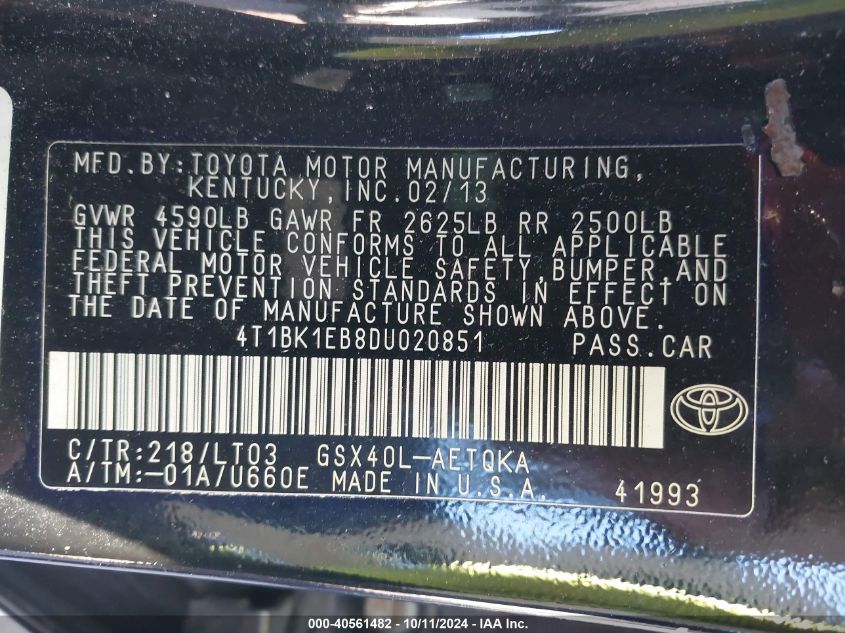 MFD.BY:TOYOTA MOTOR MANUFACTURING,
KENTUCKY,INC.02/13
GVWR 4590LB GAWR FR 2625LB RR 2500LB
THIS VEHICLE CONFORMS TO ALL APPLICABLE
FEDERAL MOTOR VEHICLE SAFETY,BUMPER,AND
THEFT PREVENTION STANDARDS IN EFFECT ON
THE DATE OF MANUFACTURE SHOWN ABOVE.
4T1BK1EB8DU020851 PASS.CAR
C/TR:218/LT03 GSX40L-AETQKA
A/TM:-01A/U660E MADE IN U.S.A. 41993
000-40561482 - 10/11/2024 - IAA Inc.